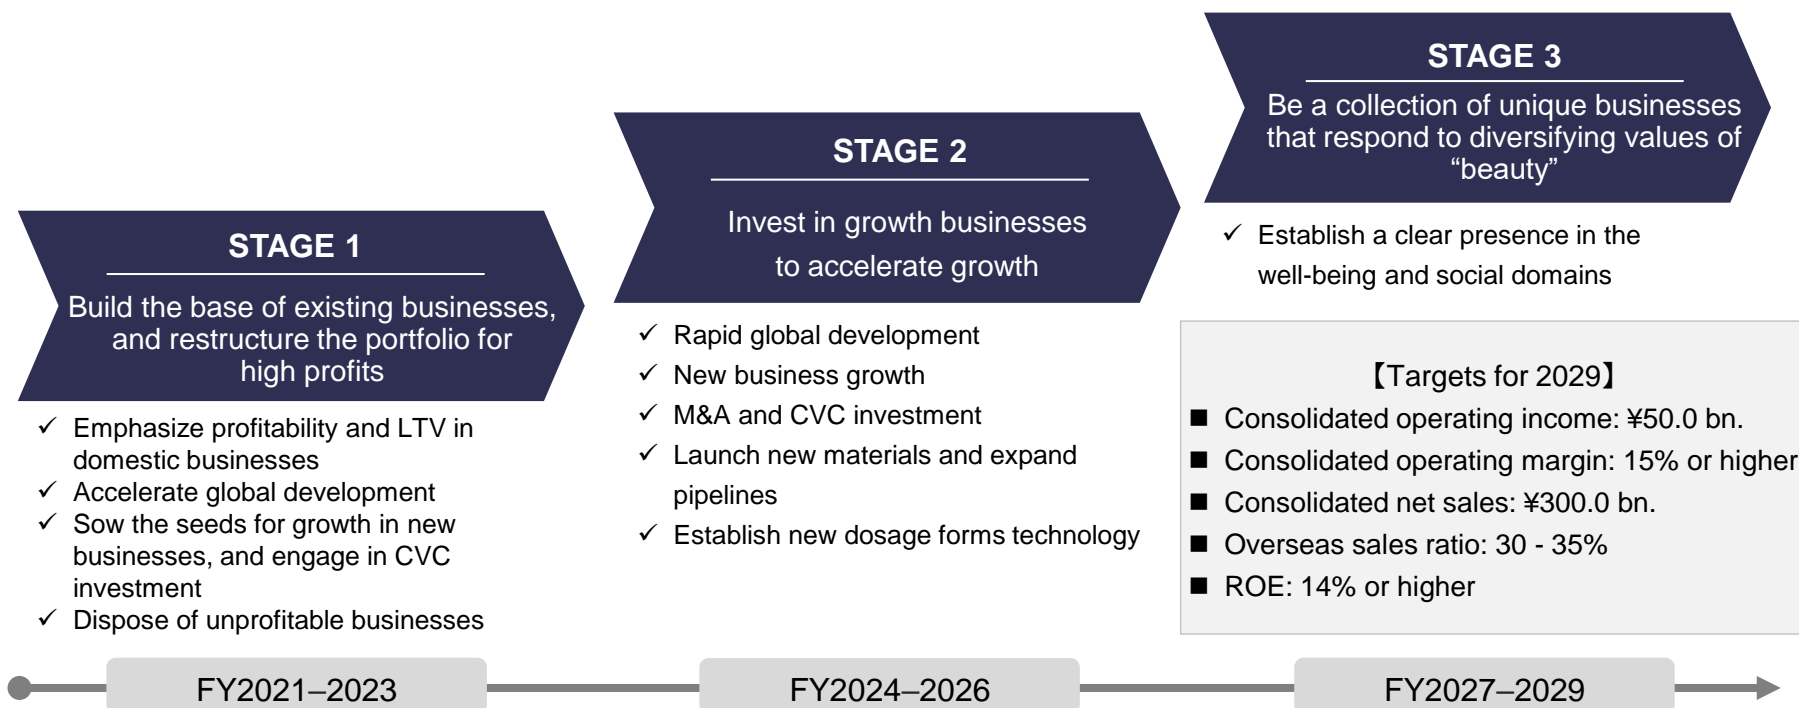 STAGE 1
Build the base of existing businesses,
and restructure the portfolio for
high profits
✓ Emphasize profitability and LTV in
domestic businesses
✓ Accelerate global development
✓ Sow the seeds for growth in new
businesses, and engage in CVC
investment
✓ Dispose of unprofitable businesses
FY2021–2023
STAGE 2
Invest in growth businesses
to accelerate growth
✓ Rapid global development
✓ New business growth
✓ M&A and CVC investment
✓ Launch new materials and expand
pipelines
✓ Establish new dosage forms technology
FY2024–2026
STAGE 3
Be a collection of unique businesses
that respond to diversifying values of
“beauty”
✓ Establish a clear presence in the
well-being and social domains
【Targets for 2029】
■ Consolidated operating income: ¥50.0 bn.
■ Consolidated operating margin: 15% or higher
■ Consolidated net sales: ¥300.0 bn.
■ Overseas sales ratio: 30 - 35%
■ ROE: 14% or higher
FY2027–2029